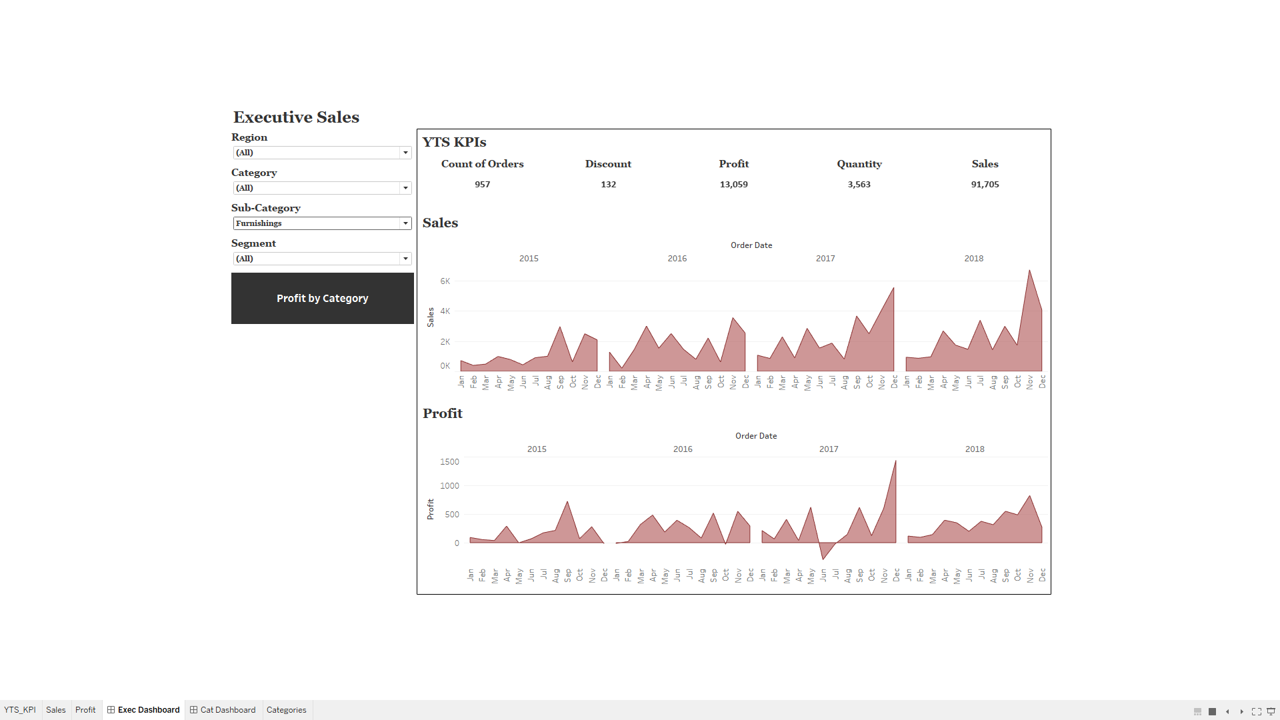 Executive Sales
Region
(All)
Category
(All)
Sub-Category
Furnishings
Segment
(All)
Profit by Category
YTS KPIs
Count of Orders Discount Profit Quantity Sales
957 132 13,059 3,563 91,705
Sales
Order Date
2015 2016 2017 2018
6K
4K
2K
0K
Sales
Jan Feb Mar Apr May Jun Jul Aug Sep Oct Nov Dec Jan Feb Mar Apr May Jun Jul Aug Sep Oct Nov Dec Jan Feb Mar Apr May Jun Jul Aug Sep Oct Nov Dec Jan Feb Mar Apr May Jun Jul Aug Sep Oct Nov Dec
Profit
Order Date
2015 2016 2017 2018
1500
1000
500
0
Profit
Jan Feb Mar Apr May Jun Jul Aug Sep Oct Nov Dec Jan Feb Mar Apr May Jun Jul Aug Sep Oct Nov Dec Jan Feb Mar Apr May Jun Jul Aug Sep Oct Nov Dec Jan Feb Mar Apr May Jun Jul Aug Sep Oct Nov Dec
YTS_KPI Sales Profit Exec Dashboard Cat Dashboard Categories